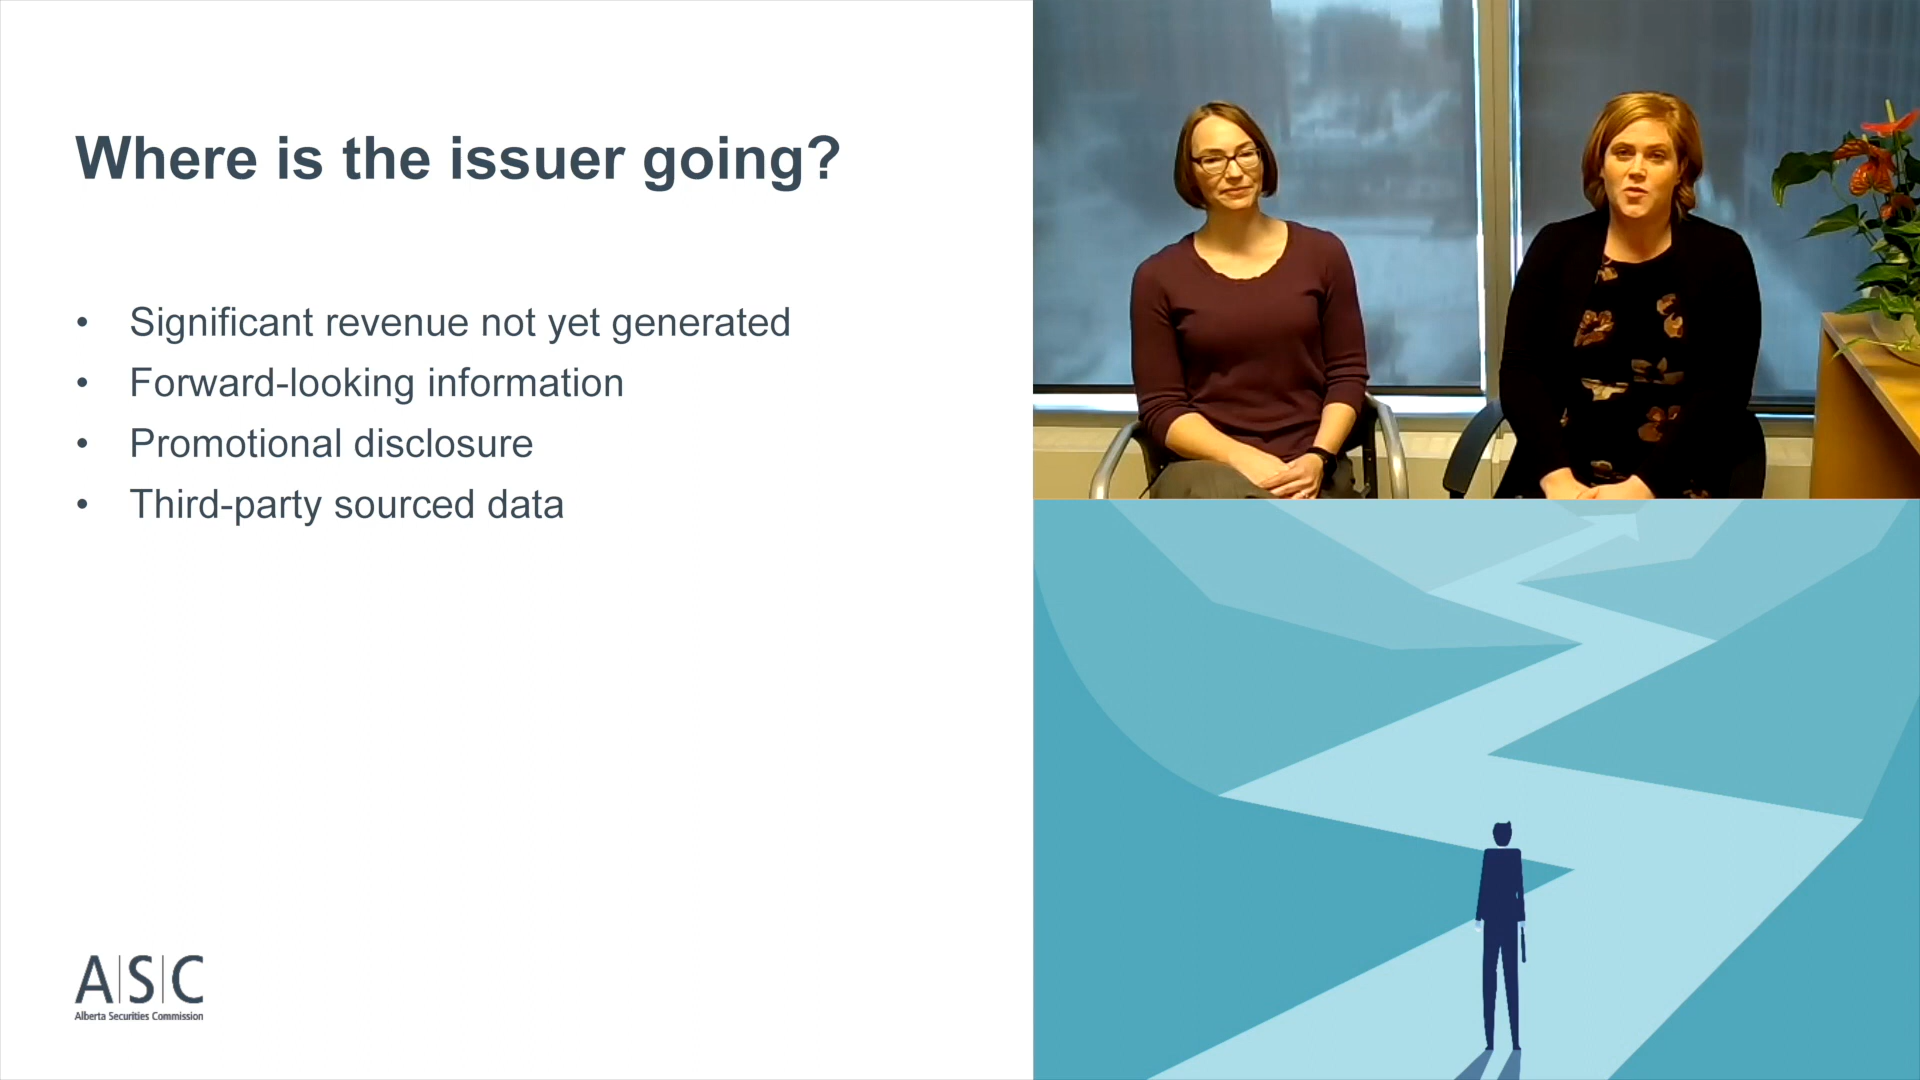 Where is the issuer going?
• Significant revenue not yet generated
• Forward-looking information
• Promotional disclosure
• Third-party sourced data
A|S|C
Alberta Securities Commission